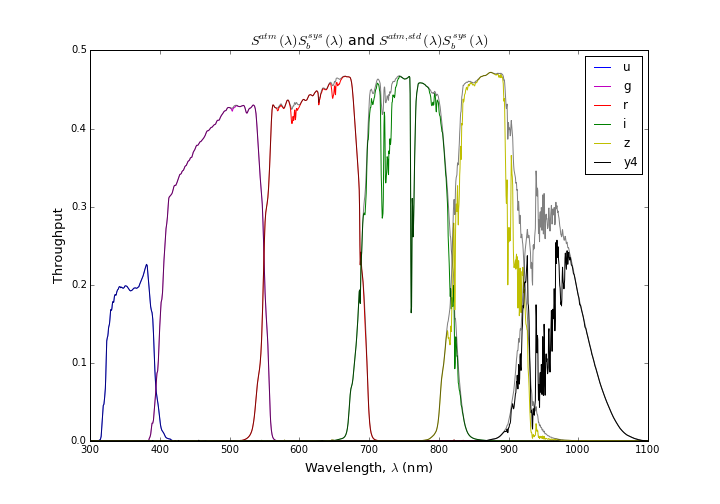 S^{atm}(λ)S_b^{sys}(λ) and S^{atm,std}(λ)S_b^{sys}(λ)
0.5
0.4
0.3
0.2
0.1
0.0
Throughput
u
g
r
i
z
y4
300 400 500 600 700 800 900 1000 1100
Wavelength, λ (nm)